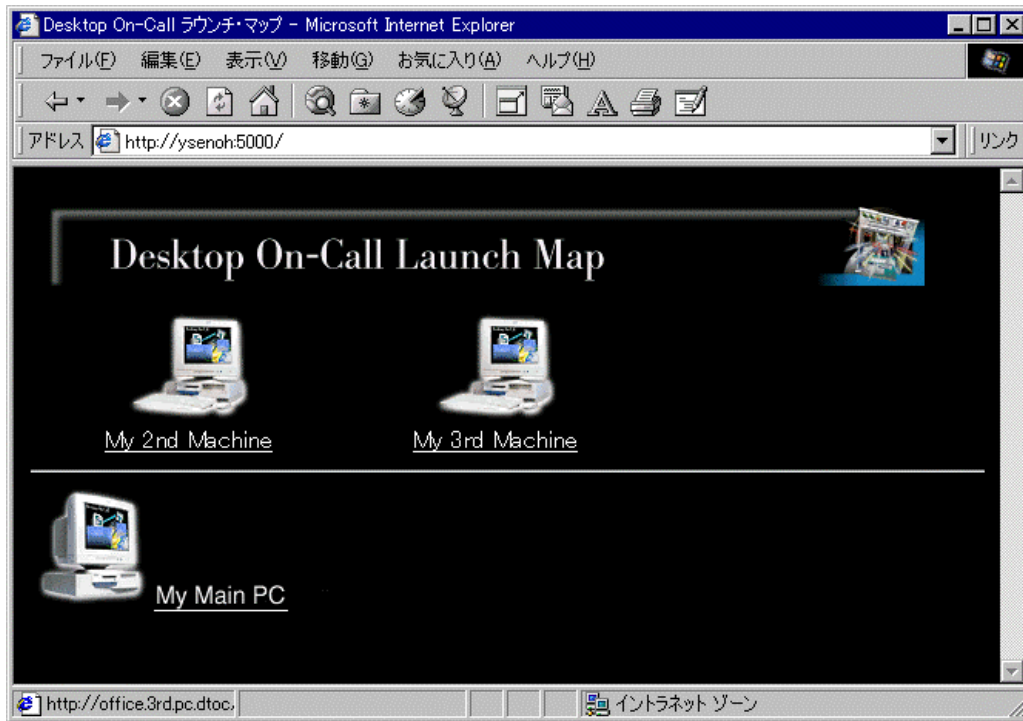 Desktop On-Call ラウンチ・マップ - Microsoft Internet Explorer
ファイル(F) 編集(E) 表示(V) 移動(G) お気に入り(A) ヘルプ(H)
アドレス http://ysenoh:5000/ リンク
Desktop On-Call Launch Map
My 2nd Machine My 3rd Machine
My Main PC
http://office.3rd.pc.dtoc. イントラネット ゾーン